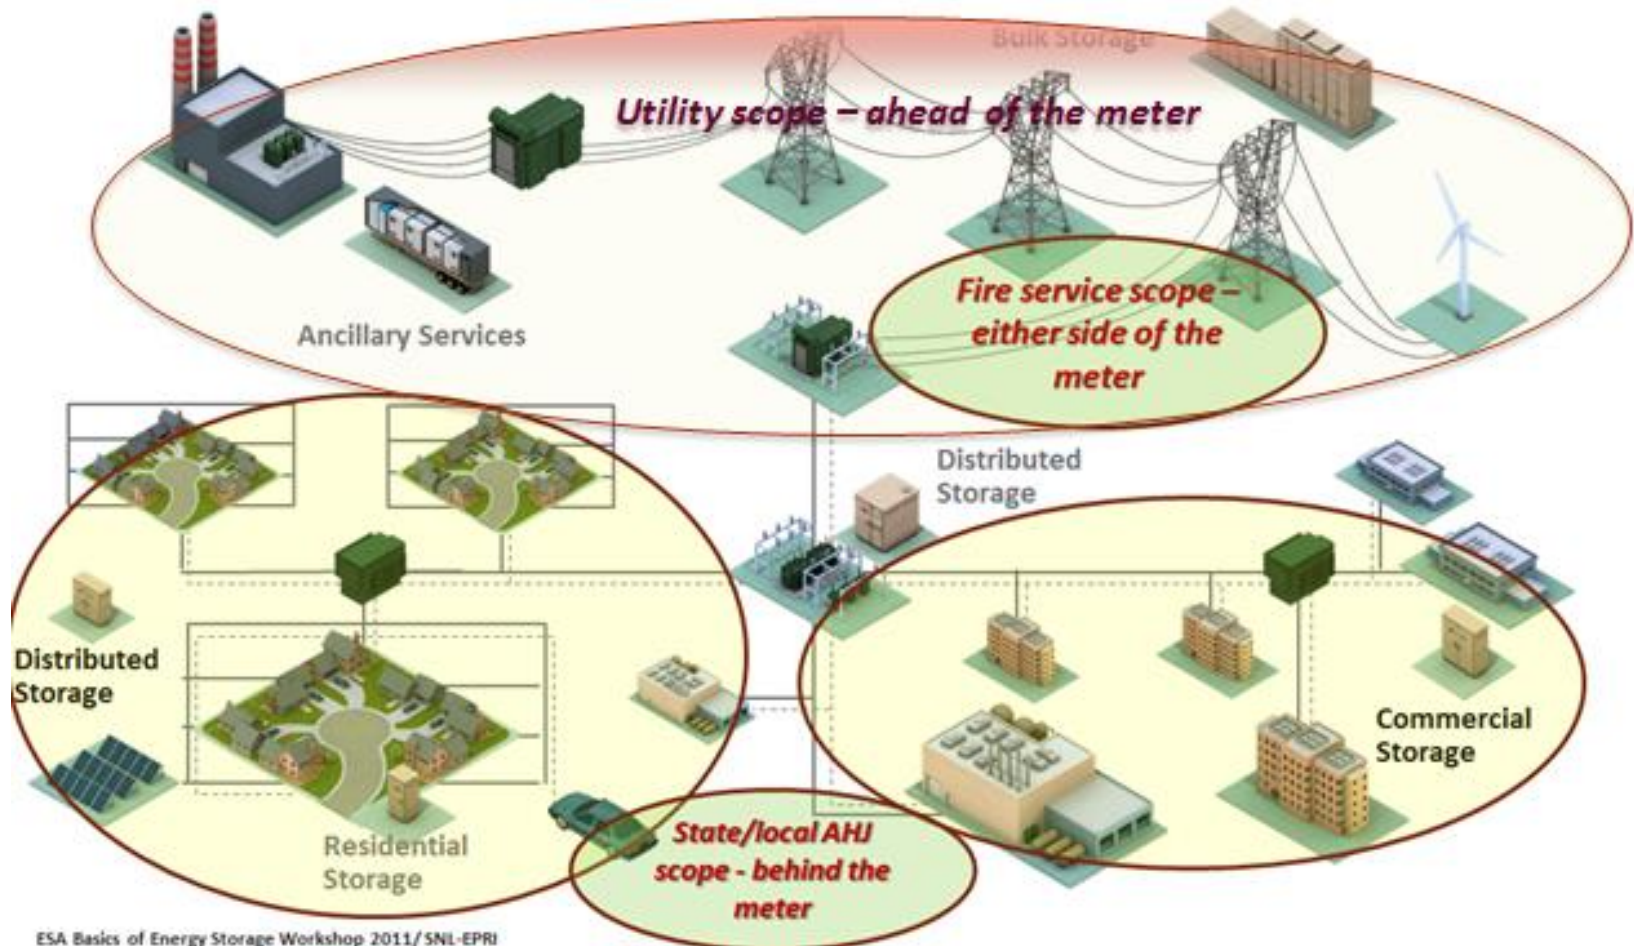 Bulk Storage
Utility scope – ahead of the meter
Fire service scope –
either side of the
meter
Ancillary Services
Distributed
Storage
Distributed
Storage
Commercial
Storage
Residential
Storage
State/local AHJ
scope - behind the
meter
ESA Basics of Energy Storage Workshop 2011/ SNL-EPRI